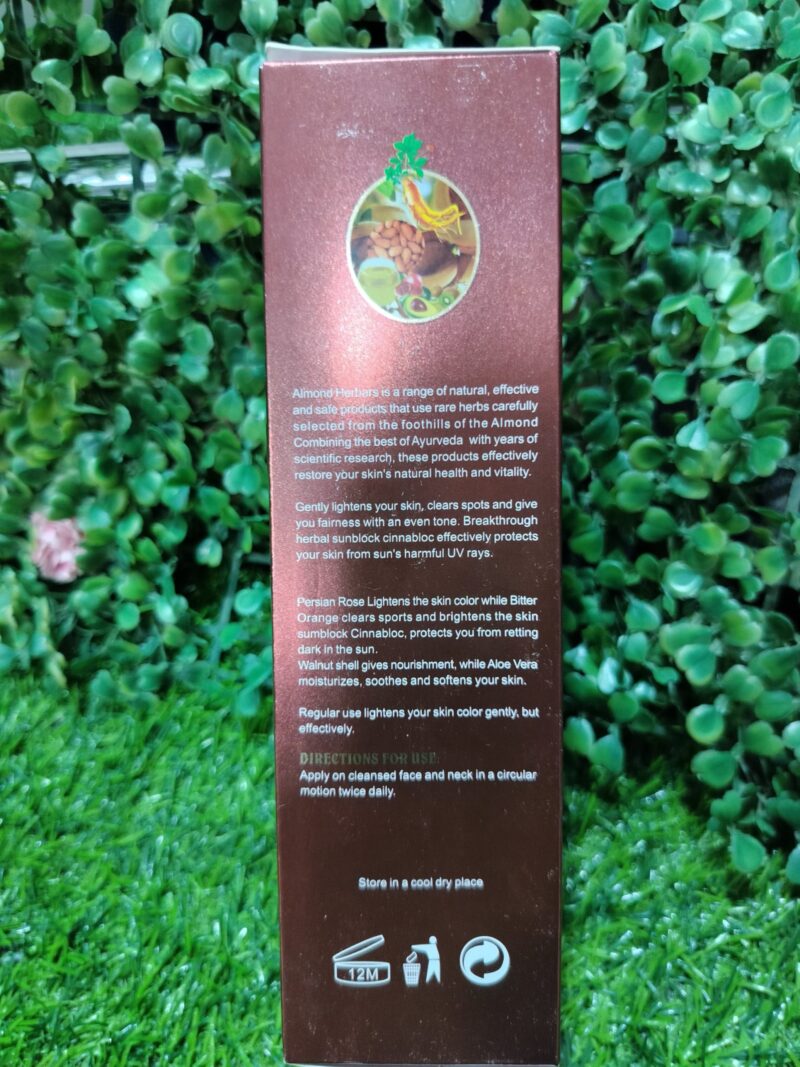 Almond Herbars is a range of natural, effective
and safe products that use rare herbs carefully
selected from the foothills of the Almond
Combining the best of Ayurveda with years of
scientific research, these products effectively
restore your skin's natural health and vitality.
Gently lightens your skin, clears spots and give
you fairness with an even tone. Breakthrough
herbal sunblock cinnabloc effectively protects
your skin from sun's harmful UV rays.
Persian Rose Lightens the skin color while Bitter
Orange clears sports and brightens the skin
sumblock Cinnabloc, protects you from retting
dark in the sun.
Walnut shell gives nourishment, while Aloe Vera
moisturizes, soothes and softens your skin.
Regular use lightens your skin color gently, but
effectively.
DIRECTIONS FOR USE:
Apply on cleansed face and neck in a circular
motion twice daily.
Store in a cool dry place
12M